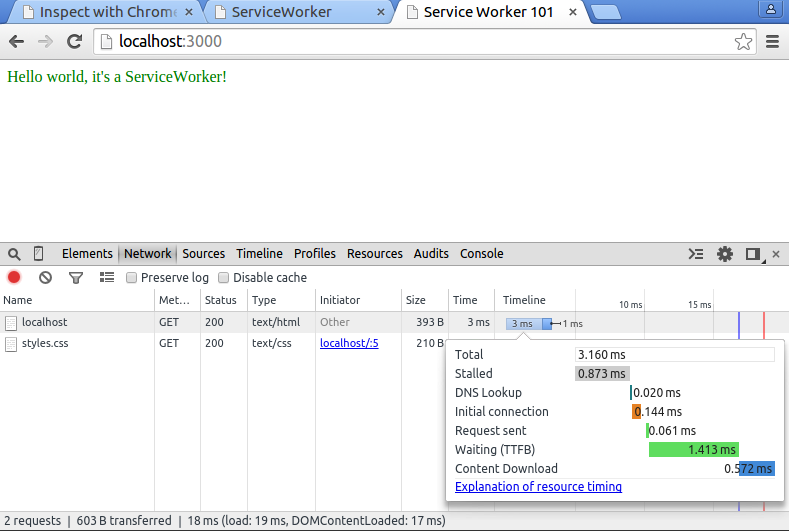 Inspect with Chrome ServiceWorker Service Worker 101
localhost:3000
Hello world, it's a ServiceWorker!
Elements Network Sources Timeline Profiles Resources Audits Console
Preserve log Disable cache
Name Met... Status Type Initiator Size Time Timeline
10 ms 15 ms
localhost GET 200 text/html Other 393 B 3 ms 3 ms 1 ms
styles.css GET 200 text/css localhost/:5 210 B
Total 3.160 ms
Stalled 0.873 ms
DNS Lookup 0.020 ms
Initial connection 0.144 ms
Request sent 0.061 ms
Waiting (TTFB) 1.413 ms
Content Download 0.572 ms
Explanation of resource timing
2 requests | 603 B transferred | 18 ms (load: 19 ms, DOMContentLoaded: 17 ms)